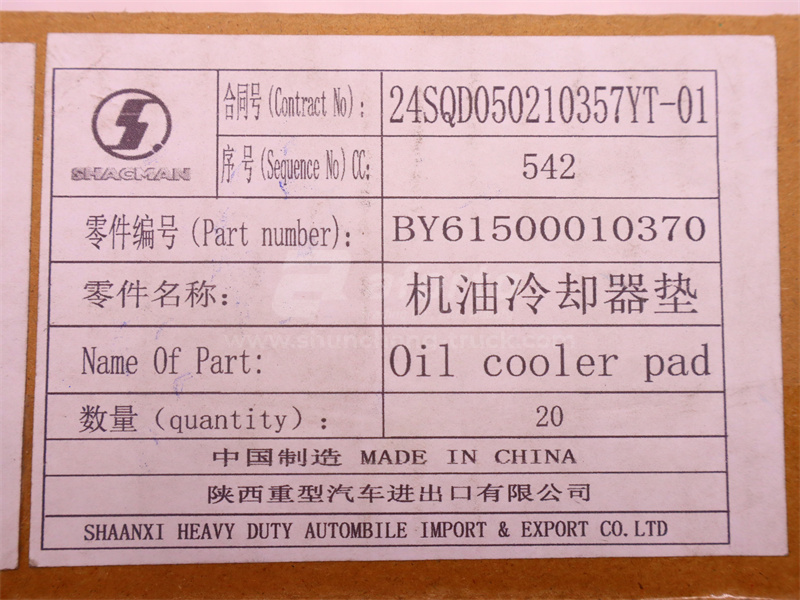 SHACMAN
合同号(Contract No)： 24SQD050210357YT-01
序 号(Sequence No)CC： 542
零件编号(Part number)： BY61500010370
零件名称： 机油冷却器垫
Name Of Part: Oil cooler pad
数量（quantity）： 20
中国制造 MADE IN CHINA
陕西重型汽车进出口有限公司
SHAANXI HEAVY DUTY AUTOMBILE IMPORT & EXPORT CO.LTD